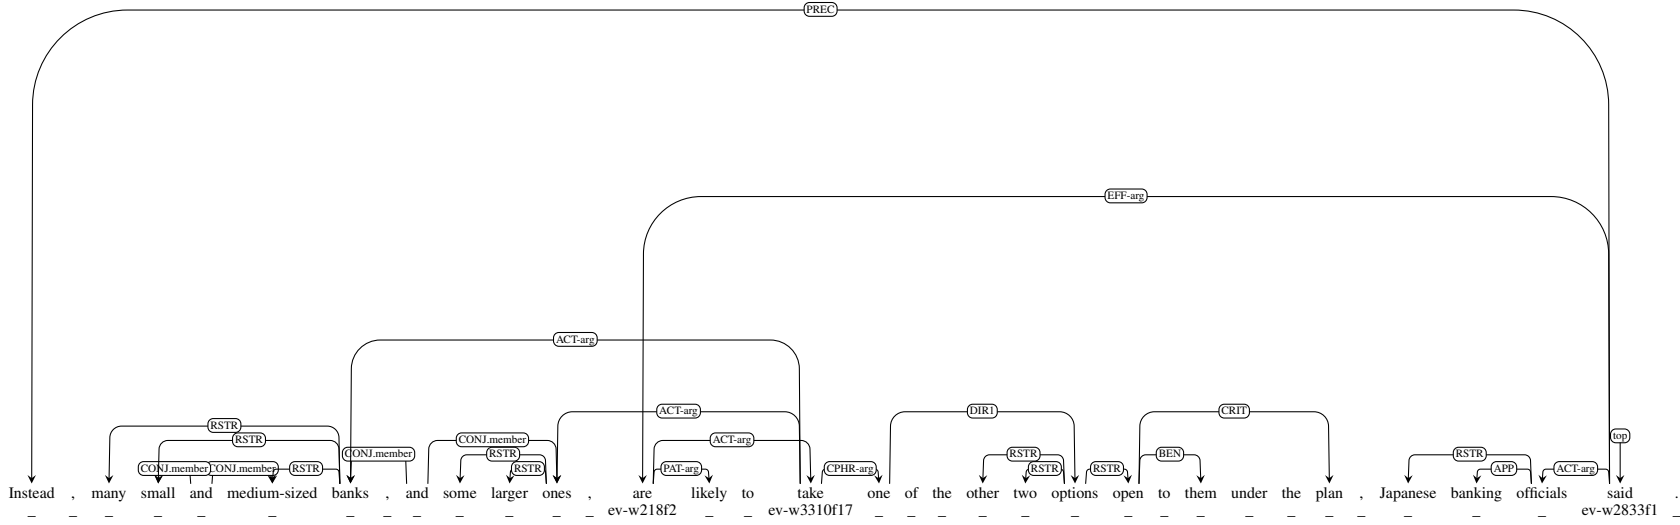 PREC
EFF-arg
ACT-arg
RSTR ACT-arg DIR1 CRIT
RSTR CONJ.member ACT-arg top
CONJ.member RSTR RSTR BEN RSTR
CONJ.member CONJ.member RSTR RSTR PAT-arg CPHR-arg RSTR RSTR APP ACT-arg
Instead , many small and medium-sized banks , and some larger ones , are likely to take one of the other two options open to them under the plan , Japanese banking officials said .
_ _ _ _ _ _ _ _ _ _ _ _ _ ev-w218f2 _ _ ev-w3310f17 _ _ _ _ _ _ _ _ _ _ _ _ _ _ _ _ ev-w2833f1 _